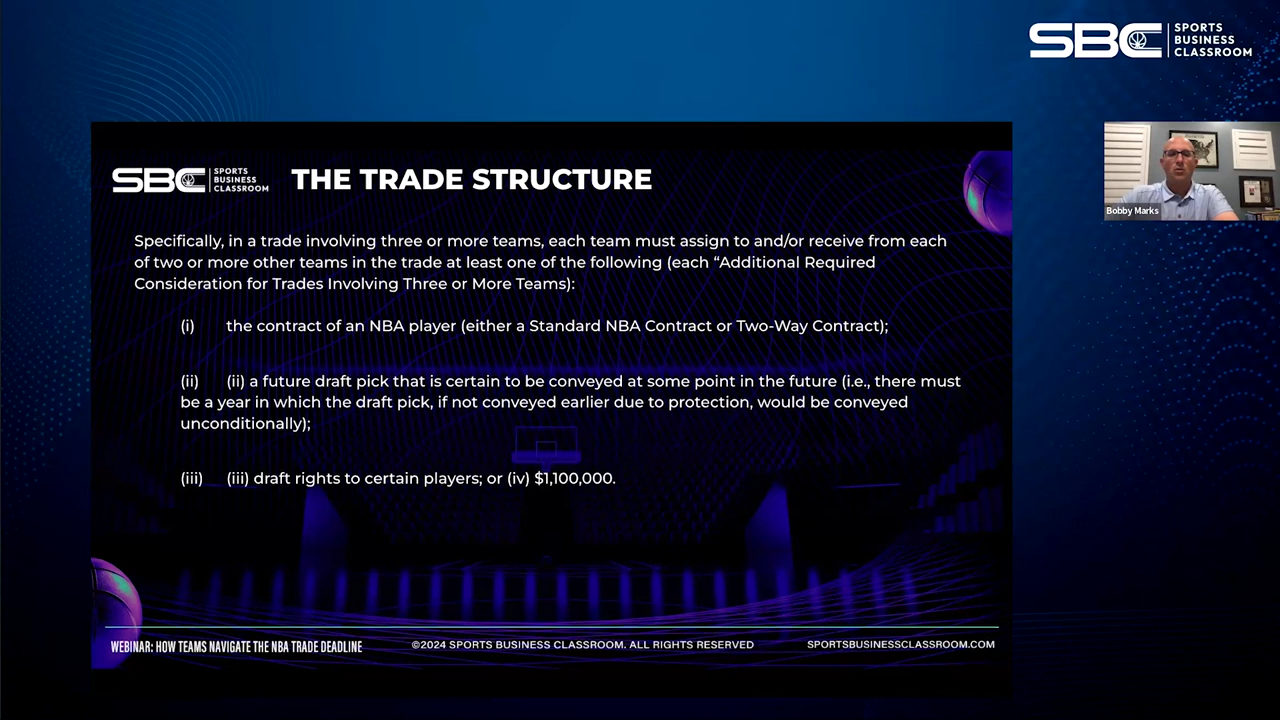 SBC SPORTS
BUSINESS
CLASSROOM
SBC SPORTS
BUSINESS
CLASSROOM
THE TRADE STRUCTURE
Specifically, in a trade involving three or more teams, each team must assign to and/or receive from each
of two or more other teams in the trade at least one of the following (each “Additional Required
Consideration for Trades Involving Three or More Teams):
(i) the contract of an NBA player (either a Standard NBA Contract or Two-Way Contract);
(ii) (ii) a future draft pick that is certain to be conveyed at some point in the future (i.e., there must
be a year in which the draft pick, if not conveyed earlier due to protection, would be conveyed
unconditionally);
(iii) (iii) draft rights to certain players; or (iv) $1,100,000.
WEBINAR: HOW TEAMS NAVIGATE THE NBA TRADE DEADLINE
©2024 SPORTS BUSINESS CLASSROOM. ALL RIGHTS RESERVED
SPORTSBUSINESSCLASSROOM.COM
Bobby Marks